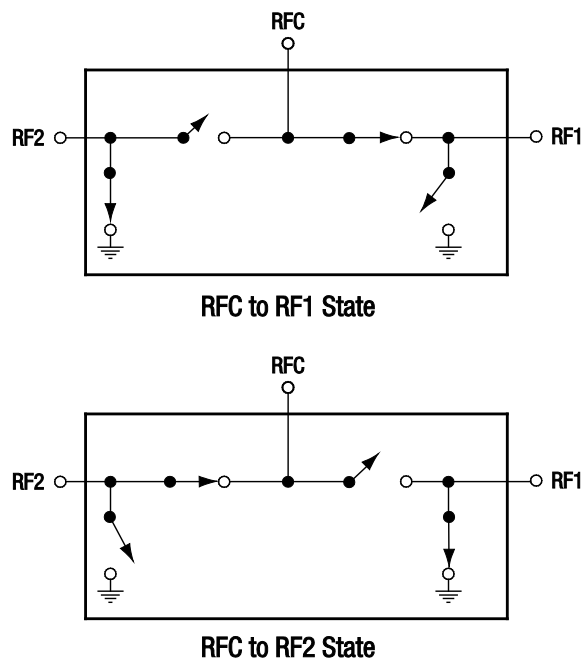 RFC
RF2
RF1
RFC to RF1 State
RFC
RF2
RF1
RFC to RF2 State